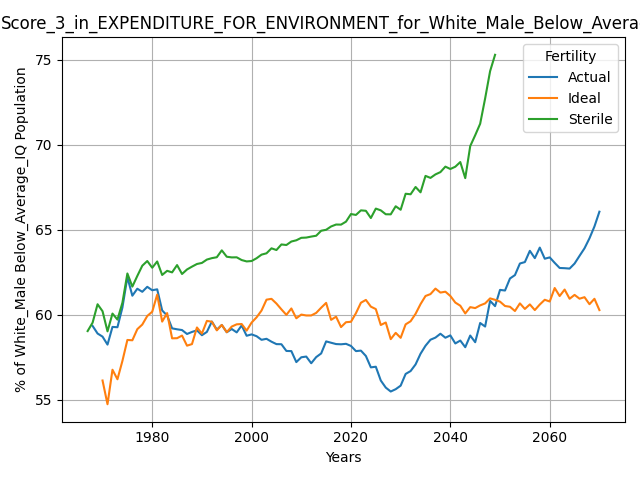 Score_3_in_EXPENDITURE_FOR_ENVIRONMENT_for_White_Male_Below_Avera
% of White_Male Below_Average_IQ Population
75
70
65
60
55
Fertility
Actual
Ideal
Sterile
1980
2000
2020
2040
2060
Years